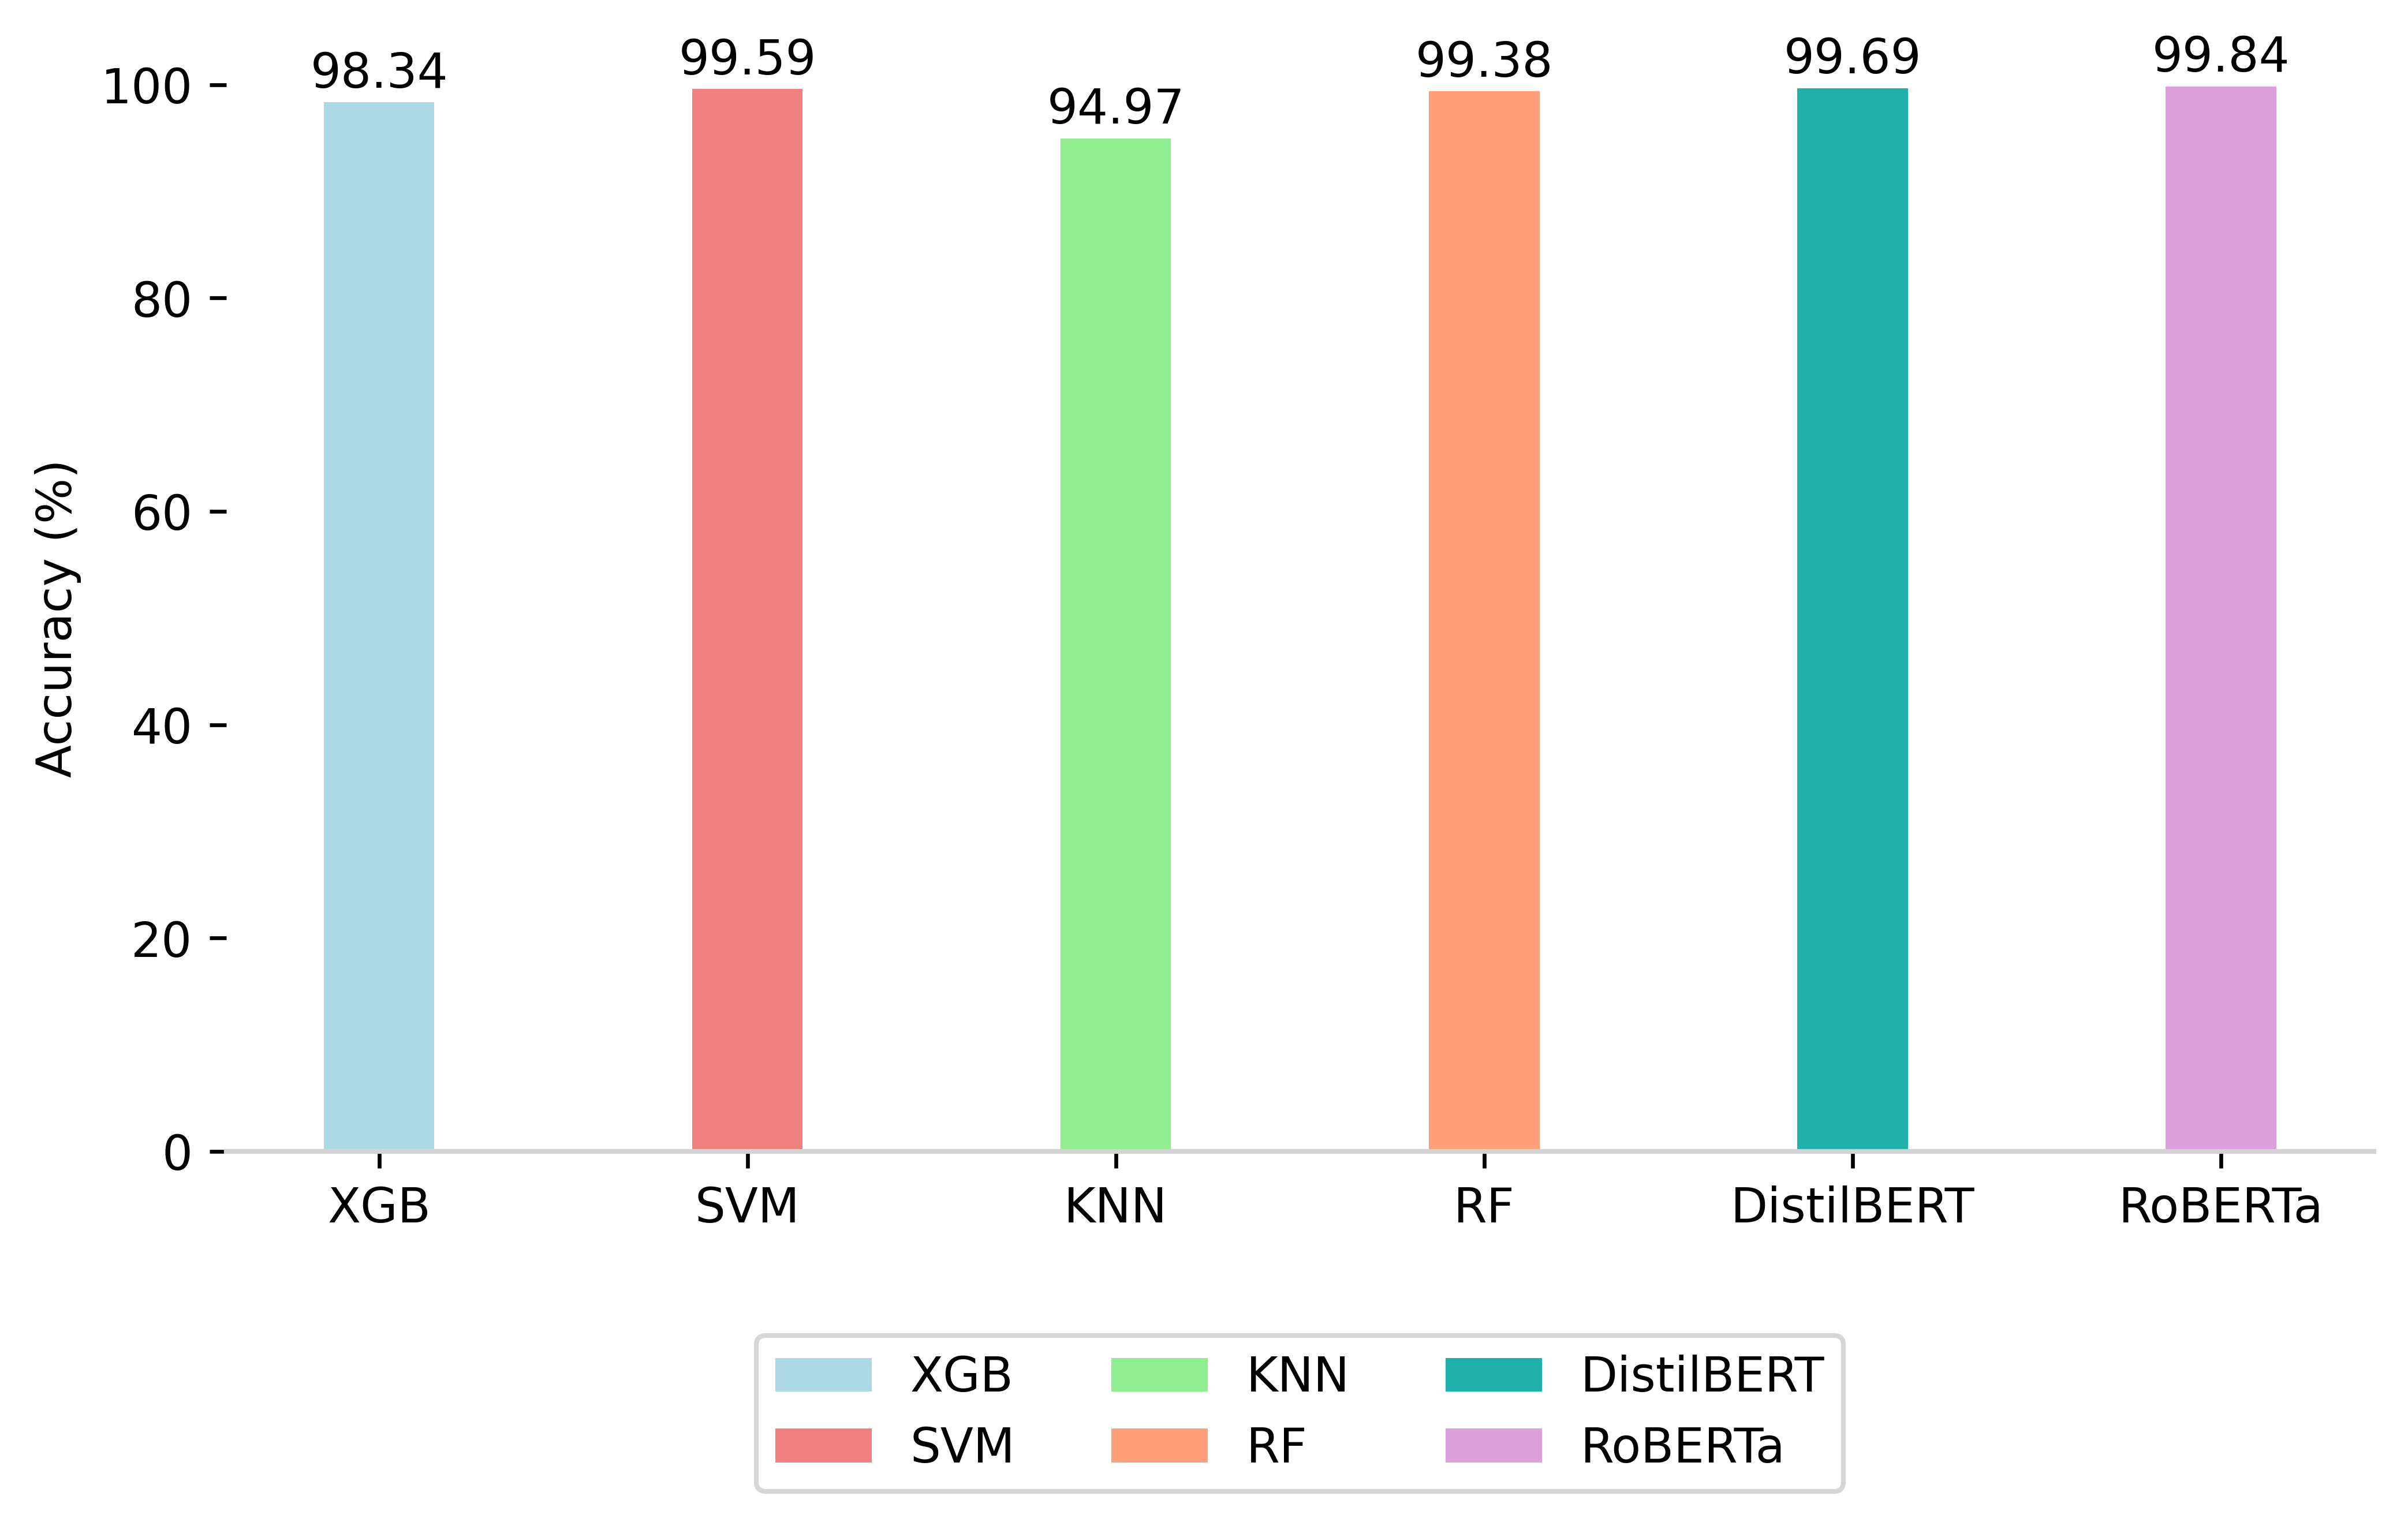 98.34
99.59
94.97
99.38
99.69
99.84
100
80
60
40
20
0
Accuracy (%)
XGB
SVM
KNN
RF
DistilBERT
RoBERTa
XGB
KNN
DistilBERT
SVM
RF
RoBERTa